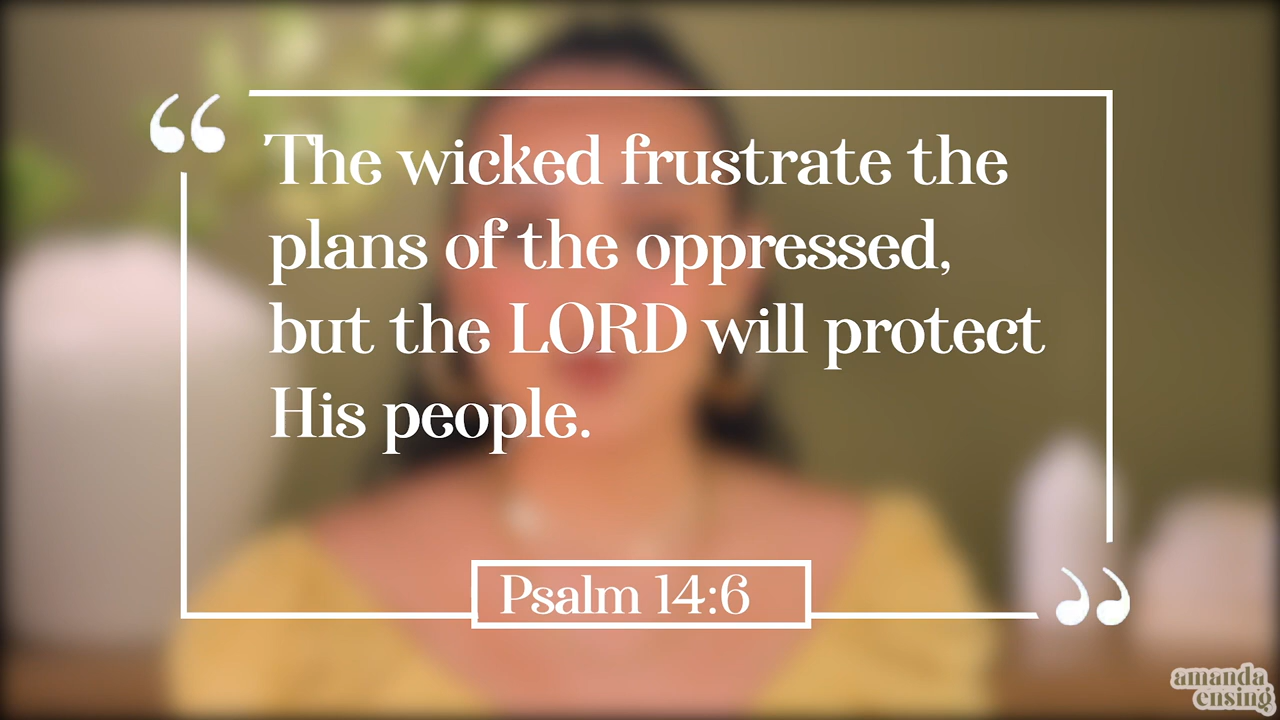 The wicked frustrate the
plans of the oppressed,
but the LORD will protect
His people.
Psalm 14:6
amanda
ensing